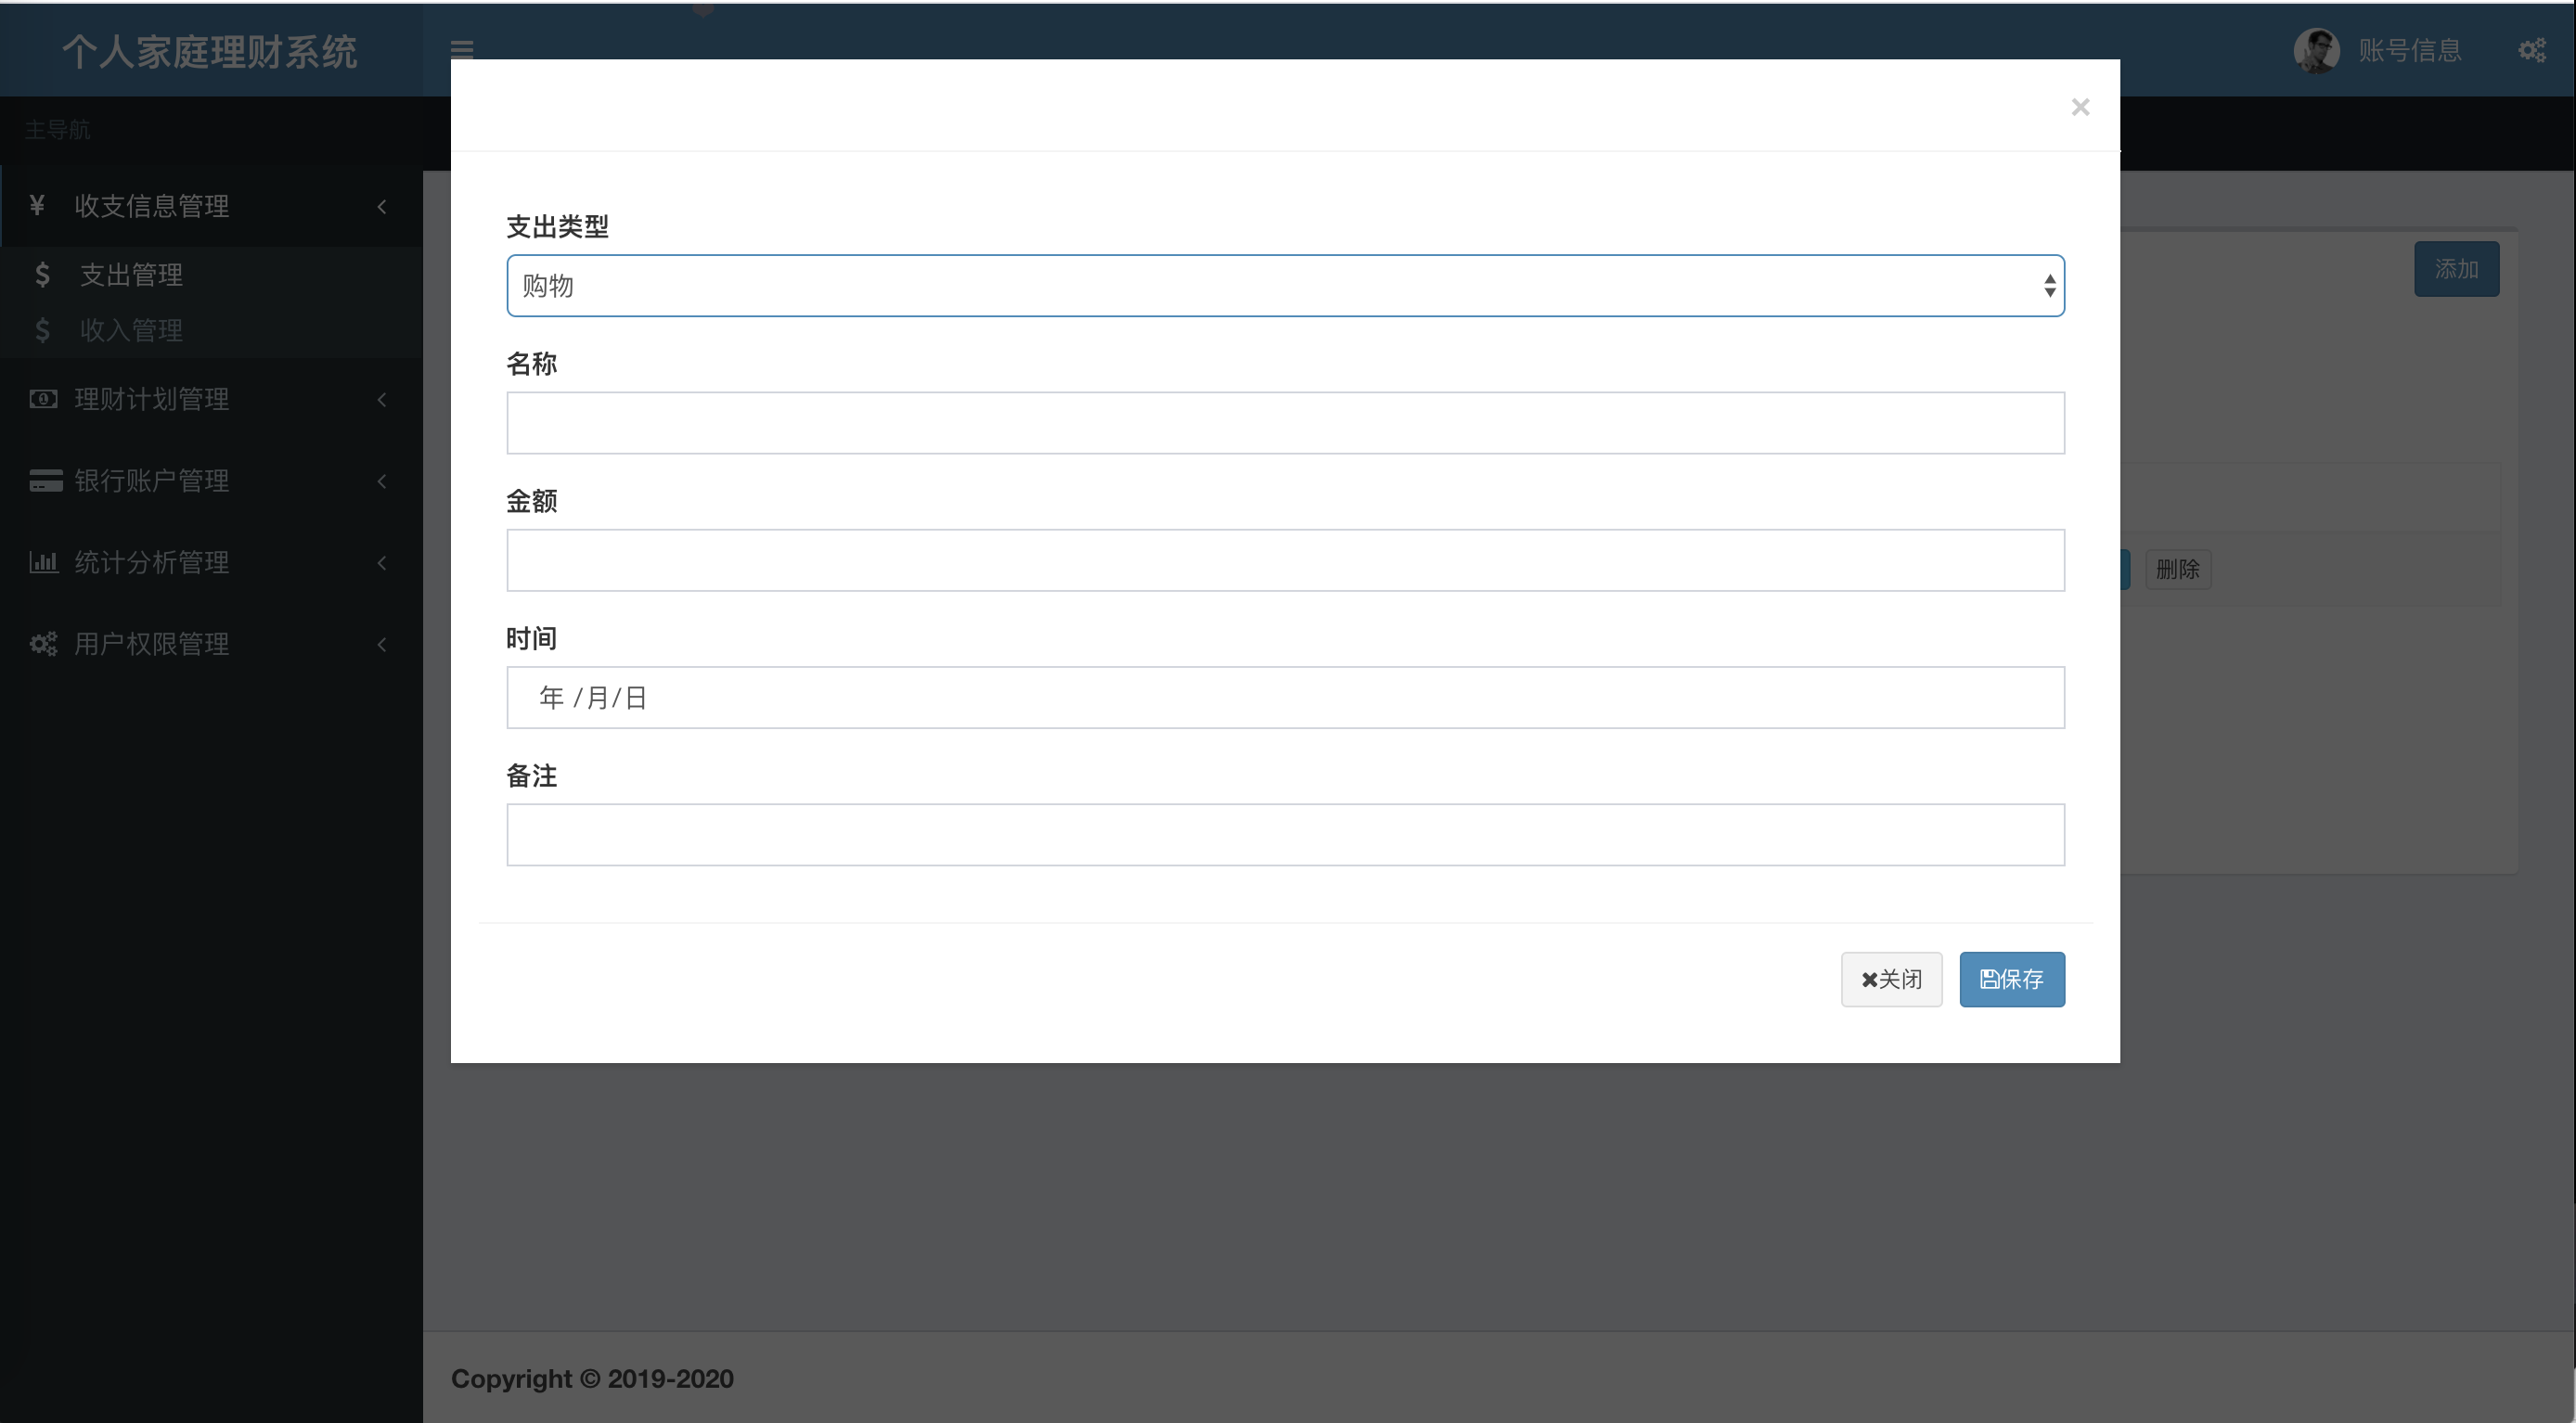 个人家庭理财系统
账号信息
主导航
¥ 收支信息管理
$ 支出管理
$ 收入管理
理财计划管理
银行账户管理
统计分析管理
用户权限管理
×
支出类型
购物
名称
金额
时间
年 /月/日
备注
关闭
保存
添加
删除
Copyright © 2019-2020